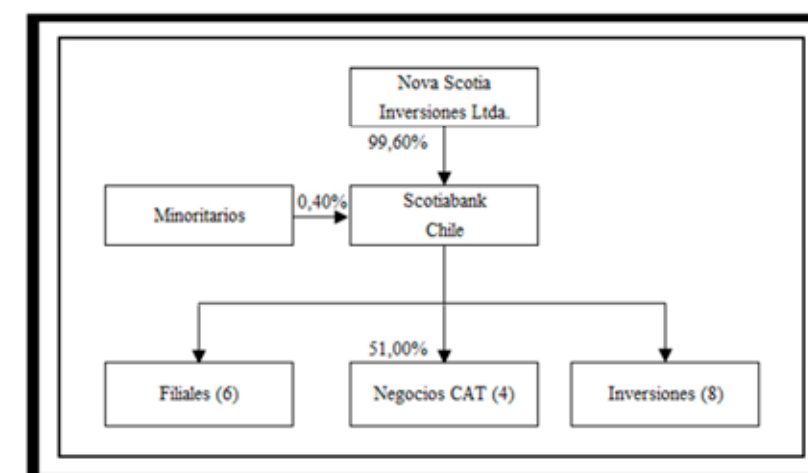 Nova Scotia
Inversiones Ltda.
99,60%
Minoritarios
0,40%
Scotiabank
Chile
51,00%
Filiales (6)
Negocios CAT (4)
Inversiones (8)